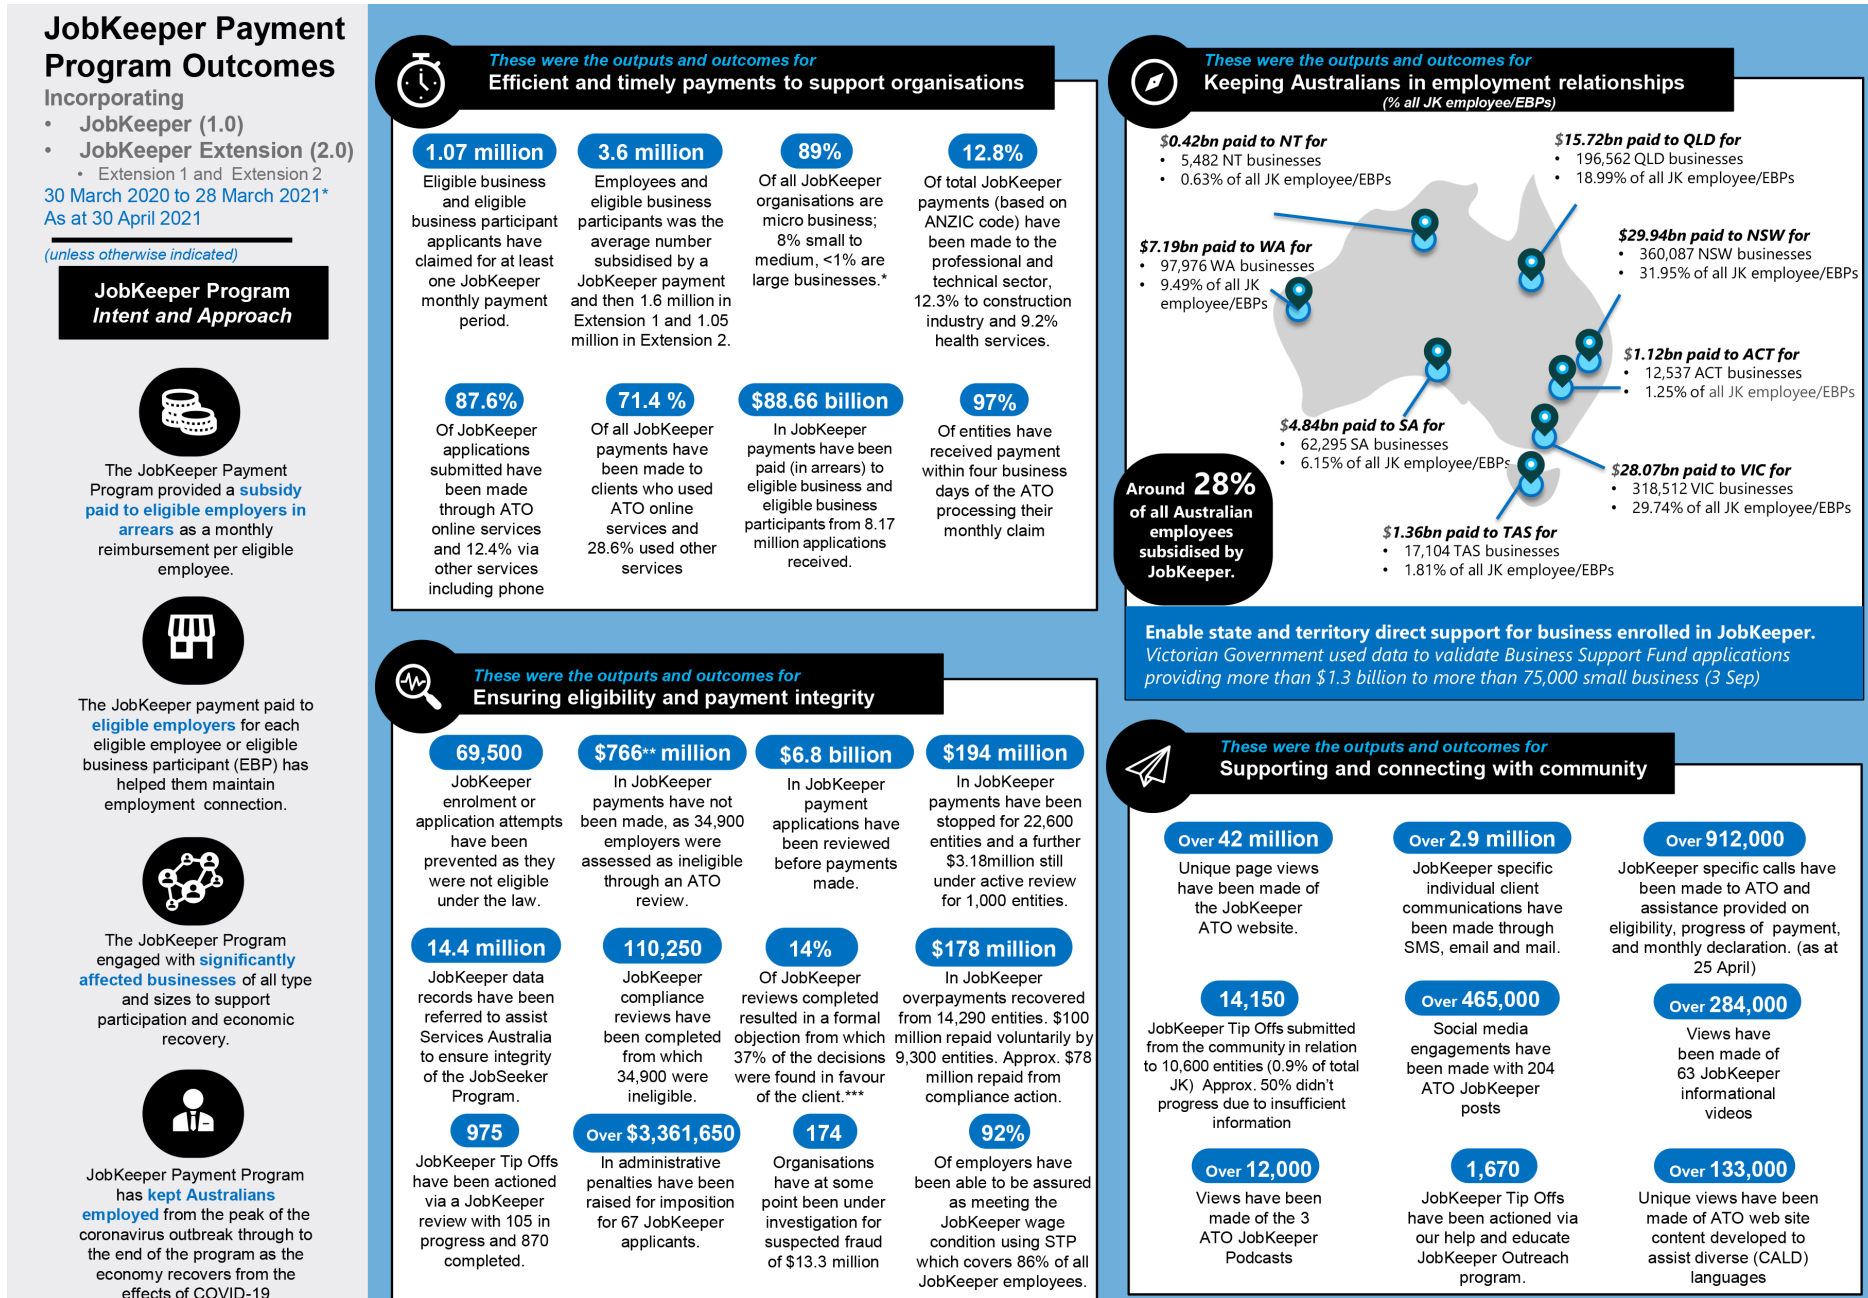 JobKeeper Payment
Program Outcomes
Incorporating
• JobKeeper (1.0)
• JobKeeper Extension (2.0)
• Extension 1 and Extension 2
30 March 2020 to 28 March 2021*
As at 30 April 2021
(unless otherwise indicated)
JobKeeper Program
Intent and Approach
The JobKeeper Payment
Program provided a subsidy
paid to eligible employers in
arrears as a monthly
reimbursement per eligible
employee.
The JobKeeper payment paid to
eligible employers for each
eligible employee or eligible
business participant (EBP) has
helped them maintain
employment connection.
The JobKeeper Program
engaged with significantly
affected businesses of all type
and sizes to support
participation and economic
recovery.
JobKeeper Payment Program
has kept Australians
employed from the peak of the
coronavirus outbreak through to
the end of the program as the
economy recovers from the
effects of COVID-19
These were the outputs and outcomes for
Efficient and timely payments to support organisations
1.07 million
Eligible business
and eligible
business participant
applicants have
claimed for at least
one JobKeeper
monthly payment
period.
3.6 million
Employees and
eligible business
participants was the
average number
subsidised by a
JobKeeper payment
and then 1.6 million in
Extension 1 and 1.05
million in Extension 2.
89%
Of all JobKeeper
organisations are
micro business;
8% small to
medium, <1% are
large businesses.*
12.8%
Of total JobKeeper
payments (based on
ANZIC code) have
been made to the
professional and
technical sector,
12.3% to construction
industry and 9.2%
health services.
87.6%
Of JobKeeper
applications
submitted have
been made
through ATO
online services
and 12.4% via
other services
including phone
71.4 %
Of all JobKeeper
payments have
been made to
clients who used
ATO online
services and
28.6% used other
services
$88.66 billion
In JobKeeper
payments have been
paid (in arrears) to
eligible business and
eligible business
participants from 8.17
million applications
received.
97%
Of entities have
received payment
within four business
days of the ATO
processing their
monthly claim
These were the outputs and outcomes for
Ensuring eligibility and payment integrity
69,500
JobKeeper
enrolment or
application attempts
have been
prevented as they
were not eligible
under the law.
$766** million
In JobKeeper
payments have not
been made, as 34,900
employers were
assessed as ineligible
through an ATO
review.
$6.8 billion
In JobKeeper
payment
applications have
been reviewed
before payments
made.
$194 million
In JobKeeper
payments have been
stopped for 22,600
entities and a further
$3.18million still
under active review
for 1,000 entities.
14.4 million
JobKeeper data
records have been
referred to assist
Services Australia
to ensure integrity
of the JobSeeker
Program.
110,250
JobKeeper
compliance
reviews have
been completed
from which
34,900 were
ineligible.
14%
Of JobKeeper
reviews completed
resulted in a formal
objection from which
37% of the decisions
were found in favour
of the client.***
$178 million
In JobKeeper
overpayments recovered
from 14,290 entities. $100
million repaid voluntarily by
9,300 entities. Approx. $78
million repaid from
compliance action.
975
JobKeeper Tip Offs
have been actioned
via a JobKeeper
review with 105 in
progress and 870
completed.
Over $3,361,650
In administrative
penalties have been
raised for imposition
for 67 JobKeeper
applicants.
174
Organisations
have at some
point been under
investigation for
suspected fraud
of $13.3 million
92%
Of employers have
been able to be assured
as meeting the
JobKeeper wage
condition using STP
which covers 86% of all
JobKeeper employees.
These were the outputs and outcomes for
Keeping Australians in employment relationships
(% all JK employee/EBPs)
$0.42bn paid to NT for
• 5,482 NT businesses
• 0.63% of all JK employee/EBPs
$15.72bn paid to QLD for
• 196,562 QLD businesses
• 18.99% of all JK employee/EBPs
$7.19bn paid to WA for
• 97,976 WA businesses
• 9.49% of all JK
employee/EBPs
$29.94bn paid to NSW for
• 360,087 NSW businesses
• 31.95% of all JK employee/EBPs
$1.12bn paid to ACT for
• 12,537 ACT businesses
• 1.25% of all JK employee/EBPs
$4.84bn paid to SA for
• 62,295 SA businesses
• 6.15% of all JK employee/EBPs
$28.07bn paid to VIC for
• 318,512 VIC businesses
• 29.74% of all JK employee/EBPs
$1.36bn paid to TAS for
• 17,104 TAS businesses
• 1.81% of all JK employee/EBPs
Around 28%
of all Australian
employees
subsidised by
JobKeeper.
Enable state and territory direct support for business enrolled in JobKeeper.
Victorian Government used data to validate Business Support Fund applications
providing more than $1.3 billion to more than 75,000 small business (3 Sep)
These were the outputs and outcomes for
Supporting and connecting with community
Over 42 million
Unique page views
have been made of
the JobKeeper
ATO website.
Over 2.9 million
JobKeeper specific
individual client
communications have
been made through
SMS, email and mail.
Over 912,000
JobKeeper specific calls have
been made to ATO and
assistance provided on
eligibility, progress of payment,
and monthly declaration. (as at
25 April)
14,150
JobKeeper Tip Offs submitted
from the community in relation
to 10,600 entities (0.9% of total
JK) Approx. 50% didn't
progress due to insufficient
information
Over 465,000
Social media
engagements have
been made with 204
ATO JobKeeper
posts
Over 284,000
Views have
been made of
63 JobKeeper
informational
videos
Over 12,000
Views have been
made of the 3
ATO JobKeeper
Podcasts
1,670
JobKeeper Tip Offs
have been actioned via
our help and educate
JobKeeper Outreach
program.
Over 133,000
Unique views have been
made of ATO web site
content developed to
assist diverse (CALD)
languages